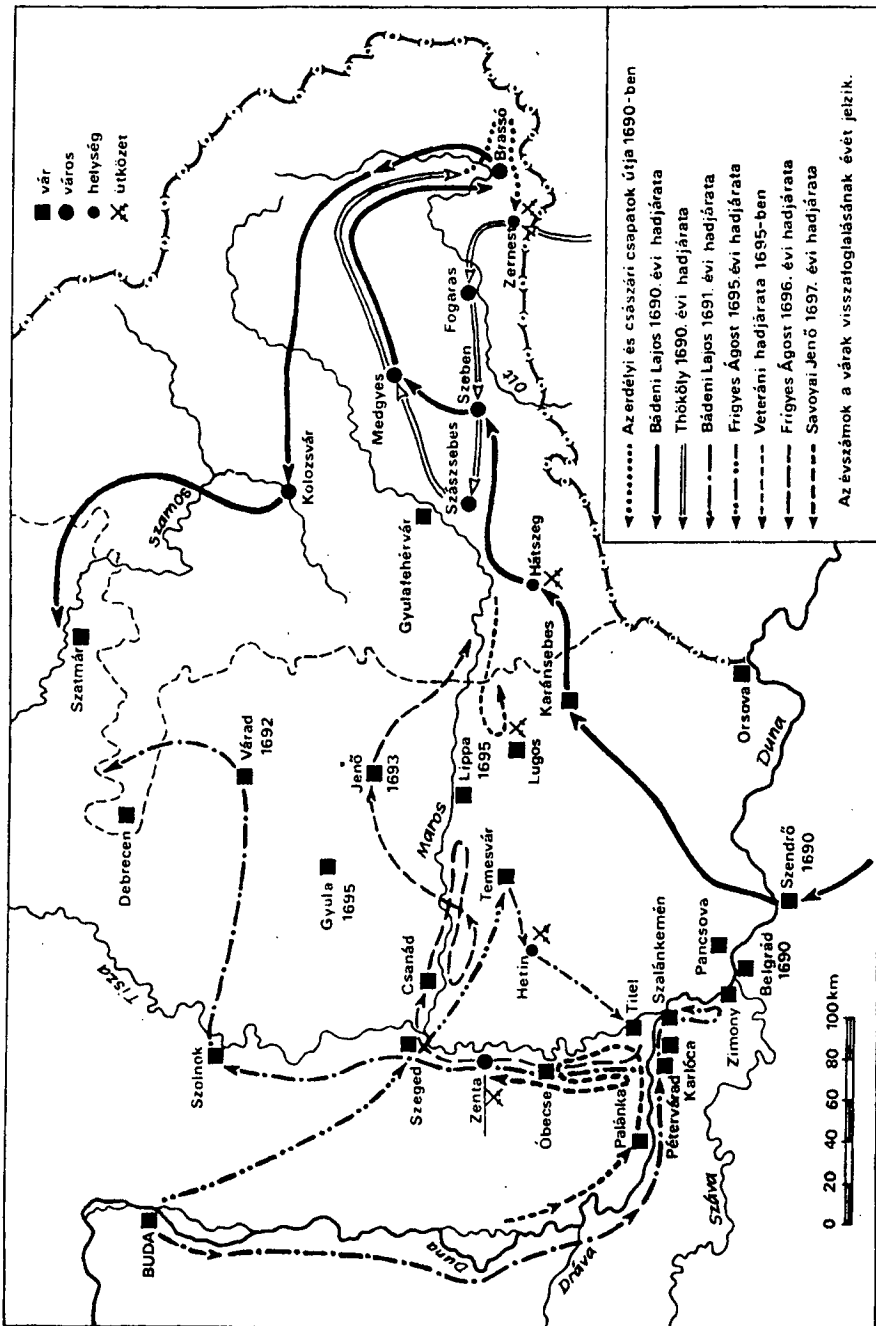 vár
város
helység
ütközet
Az erdélyi és császári csapatok útja 1690-ben
Bádeni Lajos 1690. évi hadjárata
Thököly 1690. évi hadjárata
Bádeni Lajos 1691. évi hadjárata
Frigyes Ágost 1695. évi hadjárata
Veteráni hadjárata 1695-ben
Frigyes Ágost 1696. évi hadjárata
Savoyai Jenő 1697. évi hadjárata
Az évszámok a várak visszafoglalásának évét jelzik.
BUDA
Duna
Dráva
Szolnok
Tisza
Debrecen
Szatmár
Szamos
Várad
1692
Kolozsvár
Gyula
1695
Jenő
1693
Gyulafehérvár
Medgyes
Brassó
Szeged
Csanád
Maros
Lippa
1695
Szászsebes
Szeben
Fogaras
Zernest
Olt
Zenta
Temesvár
Lugos
Hátszeg
Óbecse
Hetin
Karánsebes
Palánka
Titel
Pétervárad
Karlóca
Szalánkemén
Zimony
Pancsova
Belgrád
1690
Szendrő
1690
Orsova
Duna
Száva
0 20 40 60 80 100 km